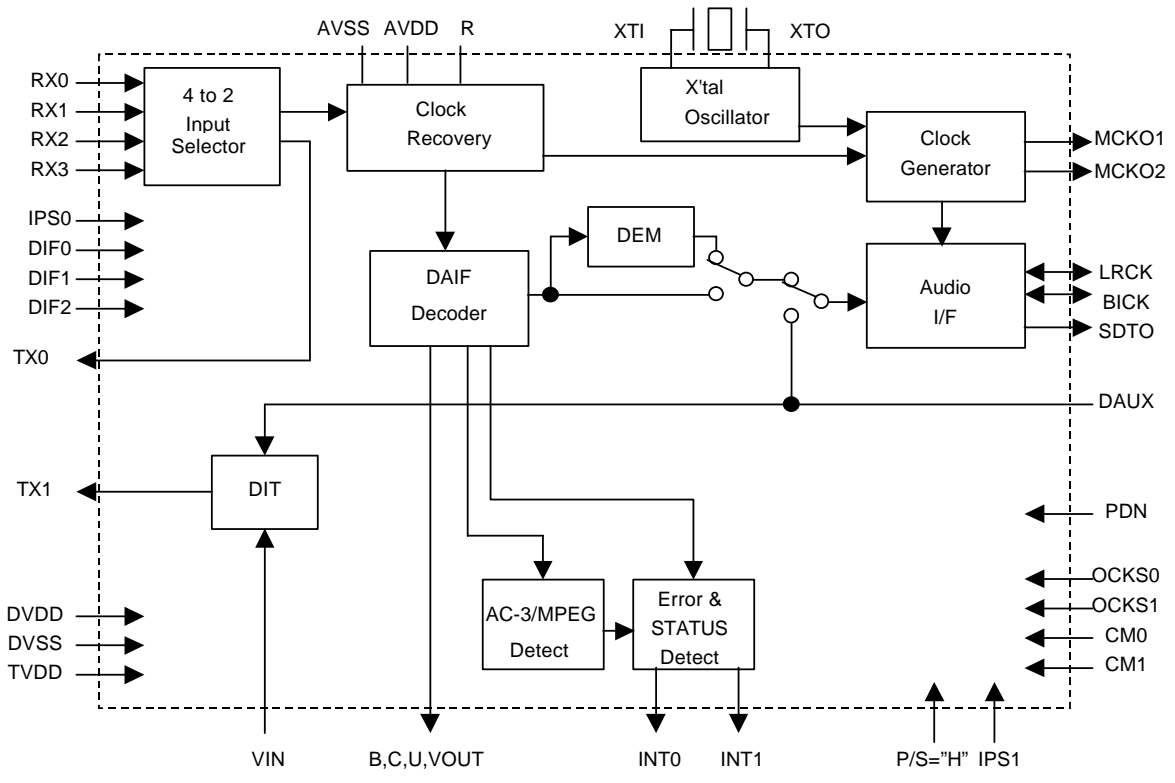 AVSS AVDD R XTI XTO
RX0
RX1
RX2
RX3
4 to 2
Input
Selector
Clock
Recovery
X'tal
Oscillator
Clock
Generator
MCKO1
MCKO2
IPS0
DIF0
DIF1
DIF2
DAIF
Decoder
DEM
Audio
I/F
LRCK
BICK
SDTO
TX0
DAUX
TX1
DIT
PDN
AC-3/MPEG
Detect
Error &
STATUS
Detect
OCKS0
OCKS1
CM0
CM1
DVDD
DVSS
TVDD
VIN B,C,U,VOUT INT0 INT1 P/S=”H” IPS1